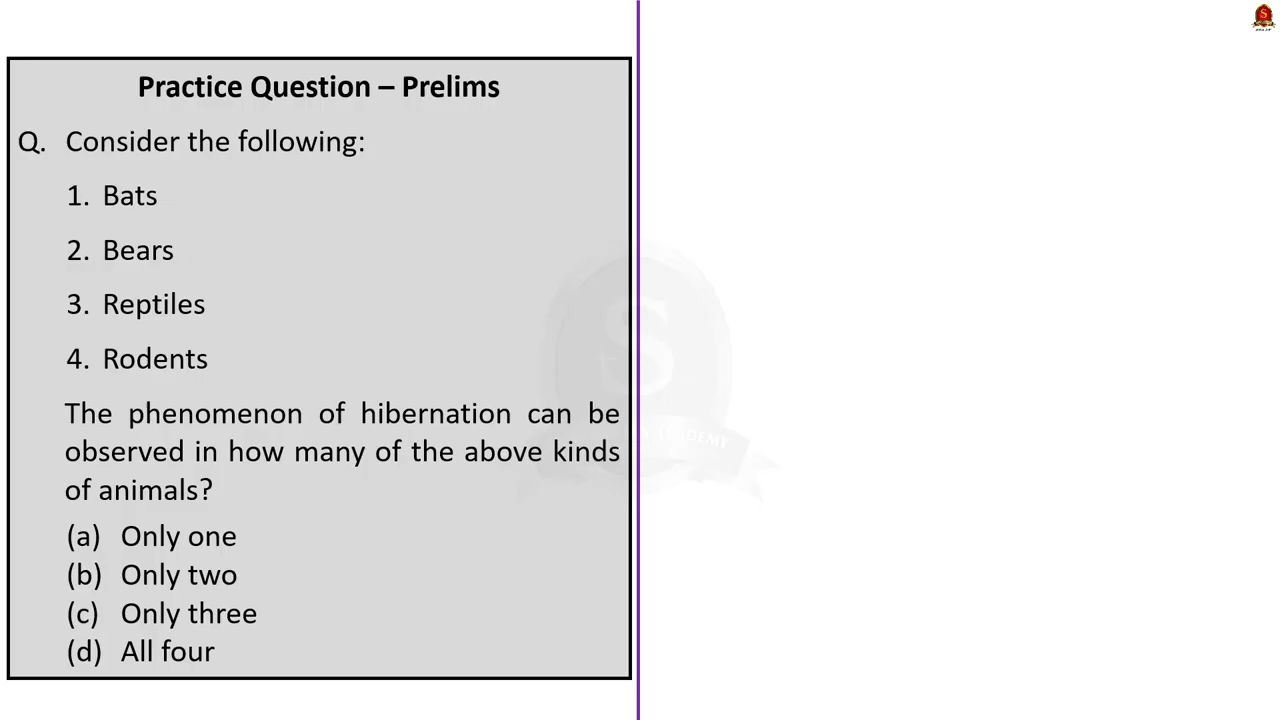 Practice Question – Prelims
Q. Consider the following:
1. Bats
2. Bears
3. Reptiles
4. Rodents
The phenomenon of hibernation can be
observed in how many of the above kinds
of animals?
(a) Only one
(b) Only two
(c) Only three
(d) All four
S